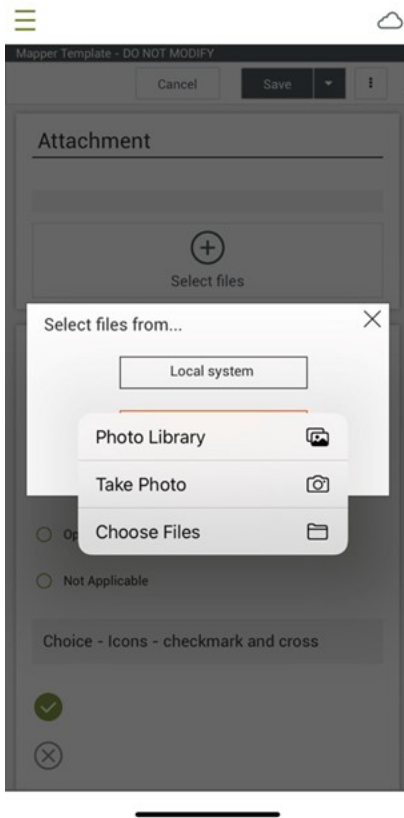 Mapper Template - DO NOT MODIFY
Cancel
Save
Attachment
Select files
Select files from...
Local system
Photo Library
Take Photo
Choose Files
Not Applicable
Choice - Icons - checkmark and cross